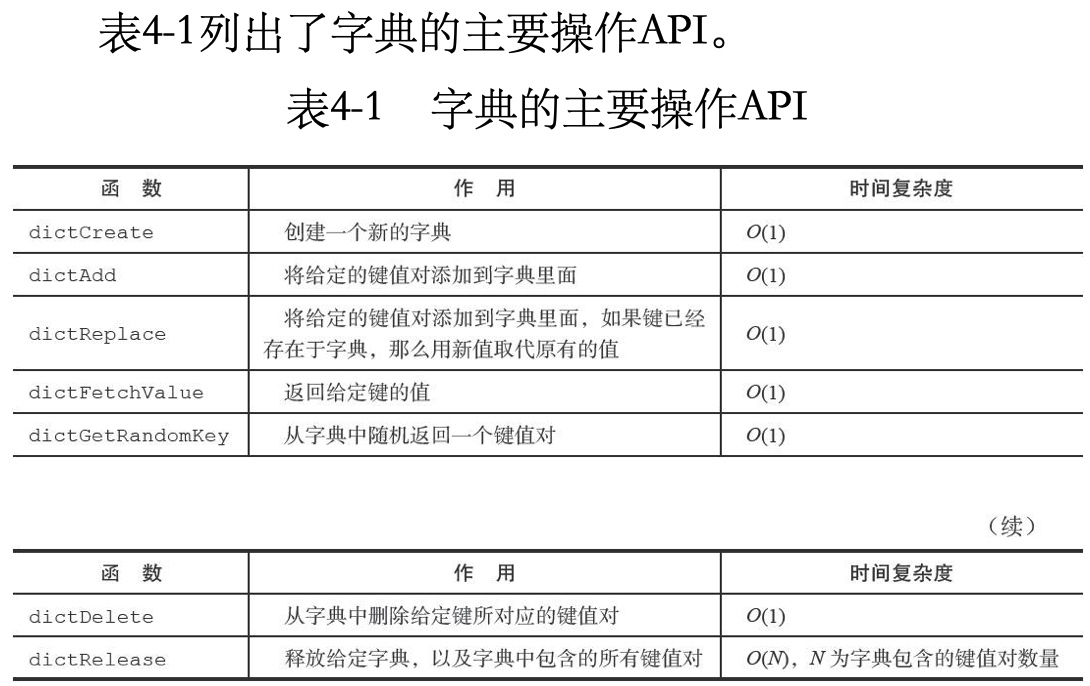 表4-1列出了字典的主要操作API。
表4-1 字典的主要操作API
函 数 作 用 时间复杂度
dictCreate 创建一个新的字典 O(1)
dictAdd 将给定的键值对添加到字典里面 O(1)
dictReplace 将给定的键值对添加到字典里面，如果键已经 O(1)
存在于字典，那么用新值取代原有的值
dictFetchValue 返回给定键的值 O(1)
dictGetRandomKey 从字典中随机返回一个键值对 O(1)
（续）
函 数 作 用 时间复杂度
dictDelete 从字典中删除给定键所对应的键值对 O(1)
dictRelease 释放给定字典，以及字典中包含的所有键值对 O(N)，N 为字典包含的键值对数量